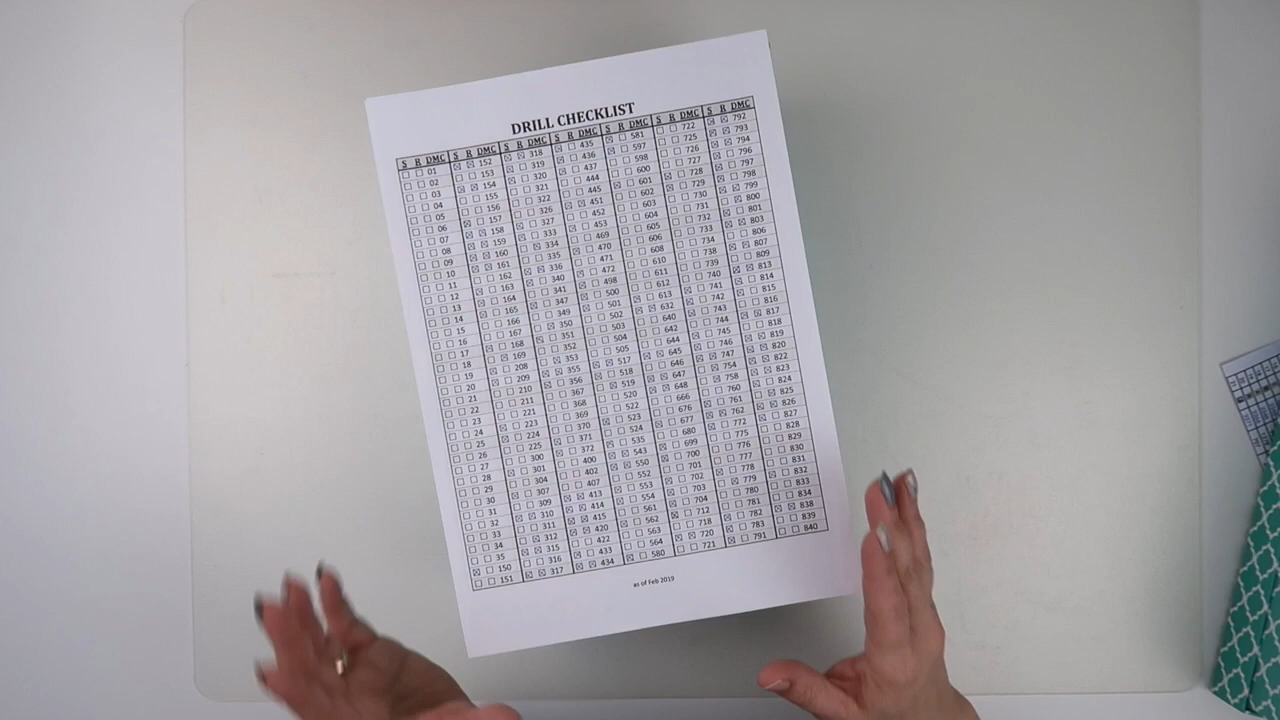 DRILL CHECKLIST
S R DMC S R DMC S R DMC S R DMC S R DMC S R DMC S R DMC
01 152 318 435 581 722 792
02 153 319 436 597 725 793
03 154 320 437 598 726 794
04 155 321 444 600 727 796
05 156 322 445 601 728 797
06 157 326 451 602 729 798
07 158 327 452 603 730 799
08 159 333 453 604 731 800
09 160 334 469 605 732 801
10 161 335 470 606 733 803
11 162 336 471 608 734 806
12 163 340 472 610 738 807
13 164 341 498 611 739 809
14 165 347 500 612 740 813
15 166 349 501 613 741 814
16 167 350 502 632 742 815
17 168 351 503 640 743 816
18 169 352 504 642 744 817
19 208 353 505 644 745 818
20 209 355 517 645 746 819
21 210 356 518 646 747 820
22 211 367 519 647 754 822
23 221 368 520 648 758 823
24 223 369 522 666 760 824
25 224 370 523 676 761 825
26 225 371 524 677 762 826
27 300 372 535 680 772 827
28 301 400 543 699 775 828
29 304 402 550 700 776 829
30 307 407 552 701 777 830
31 309 413 553 702 778 831
32 310 414 554 703 779 832
33 311 415 561 704 780 833
34 312 420 562 712 781 834
35 315 422 563 718 782 838
150 316 433 564 720 783 839
151 317 434 580 721 791 840
as of Feb 2019